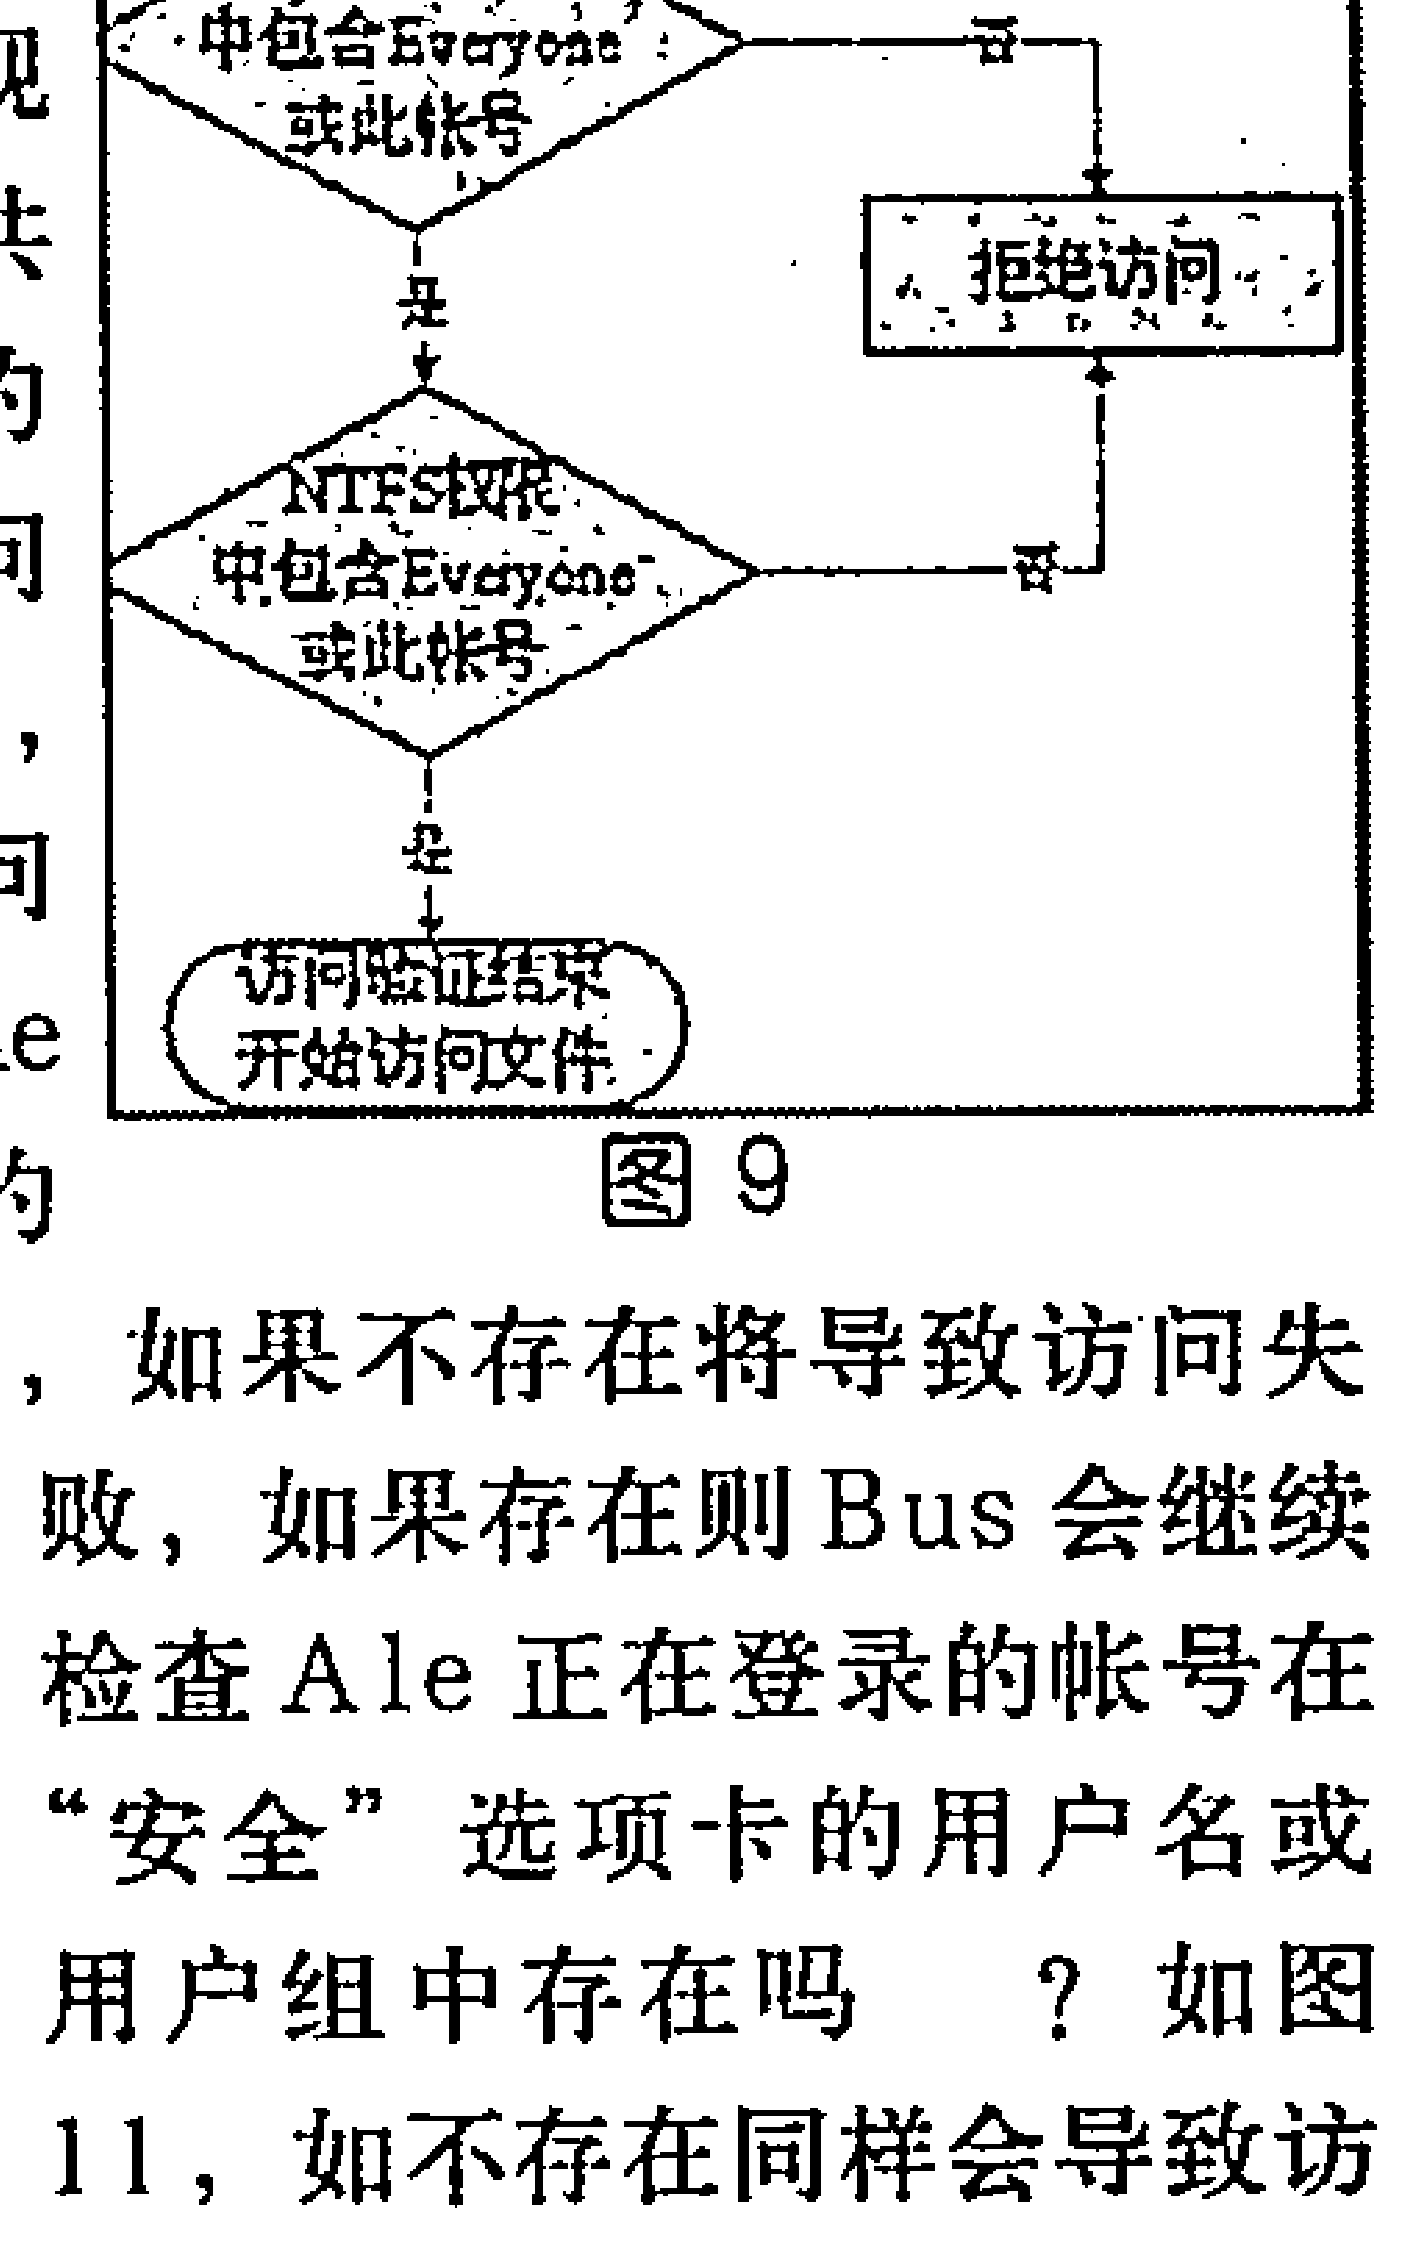 中包含Everyone
或此帐号
否
拒绝访问
是
NTFS权限
中包含Everyone
或此帐号
否
是
访问验证结束
开始访问文件
图 9
的
，如果不存在将导致访问失
败，如果存在则Bus会继续
检查Ale正在登录的帐号在
“安全”选项卡的用户名或
用户组中存在吗 ？如图
11，如不存在同样会导致访